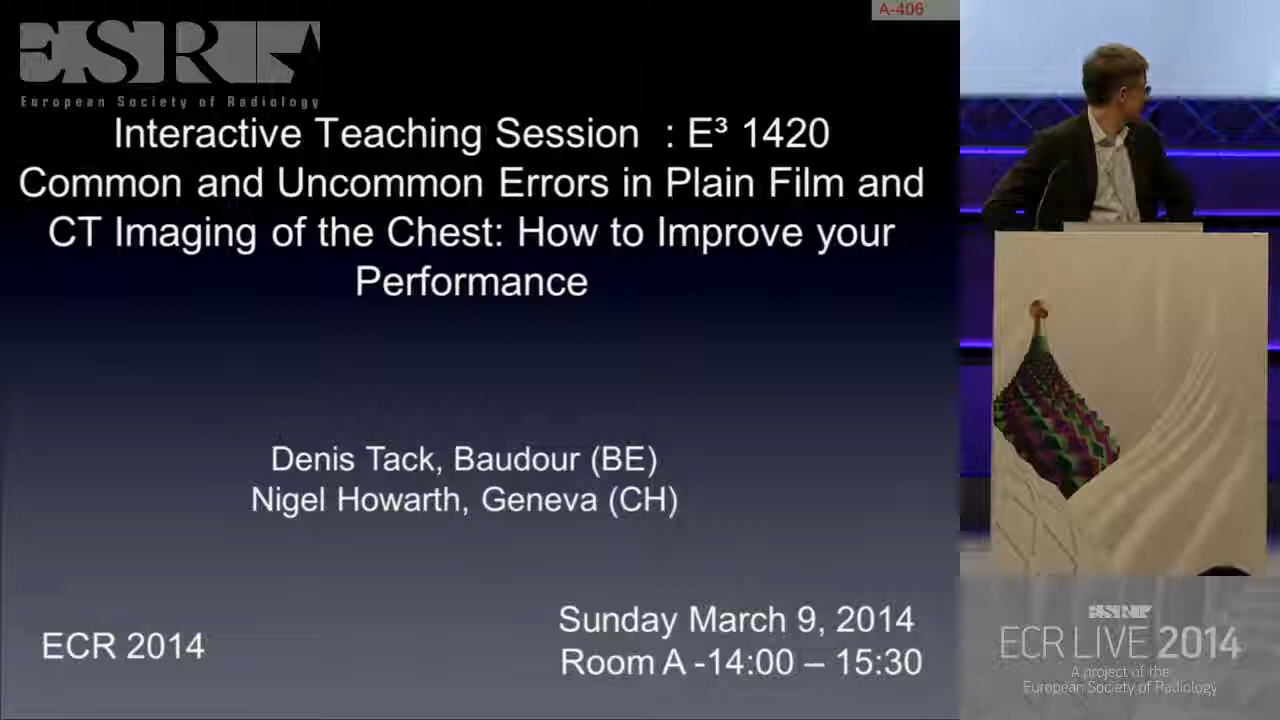 A-406
ESR
European Society of Radiology
Interactive Teaching Session : E³ 1420
Common and Uncommon Errors in Plain Film and
CT Imaging of the Chest: How to Improve your
Performance
Denis Tack, Baudour (BE)
Nigel Howarth, Geneva (CH)
ECR 2014
Sunday March 9, 2014
Room A -14:00 – 15:30
ESR
ECR LIVE 2014
A project of the
European Society of Radiology